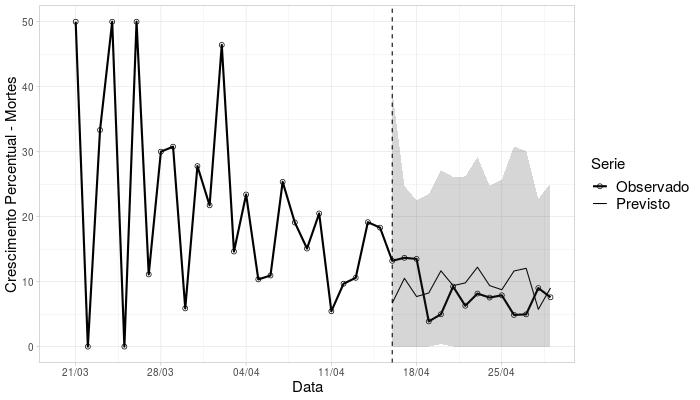 Crescimento Percentual - Mortes
50
40
30
20
10
0
21/03
28/03
04/04
11/04
18/04
25/04
Data
Serie
Observado
Previsto